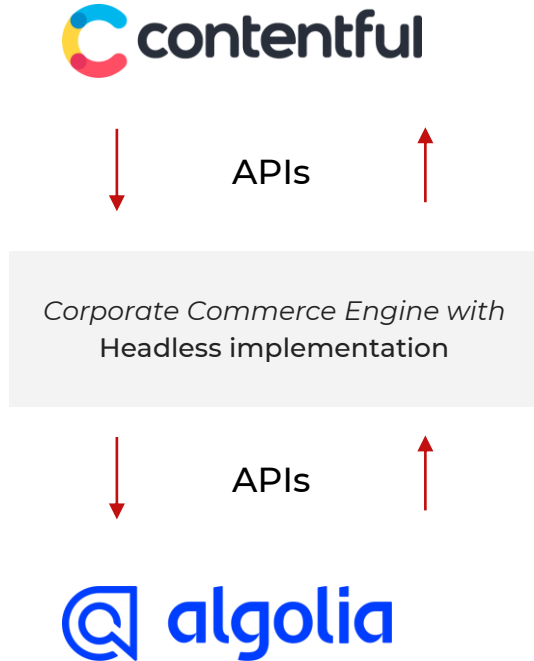 contentful
APIs
Corporate Commerce Engine with
Headless implementation
APIs
algolia